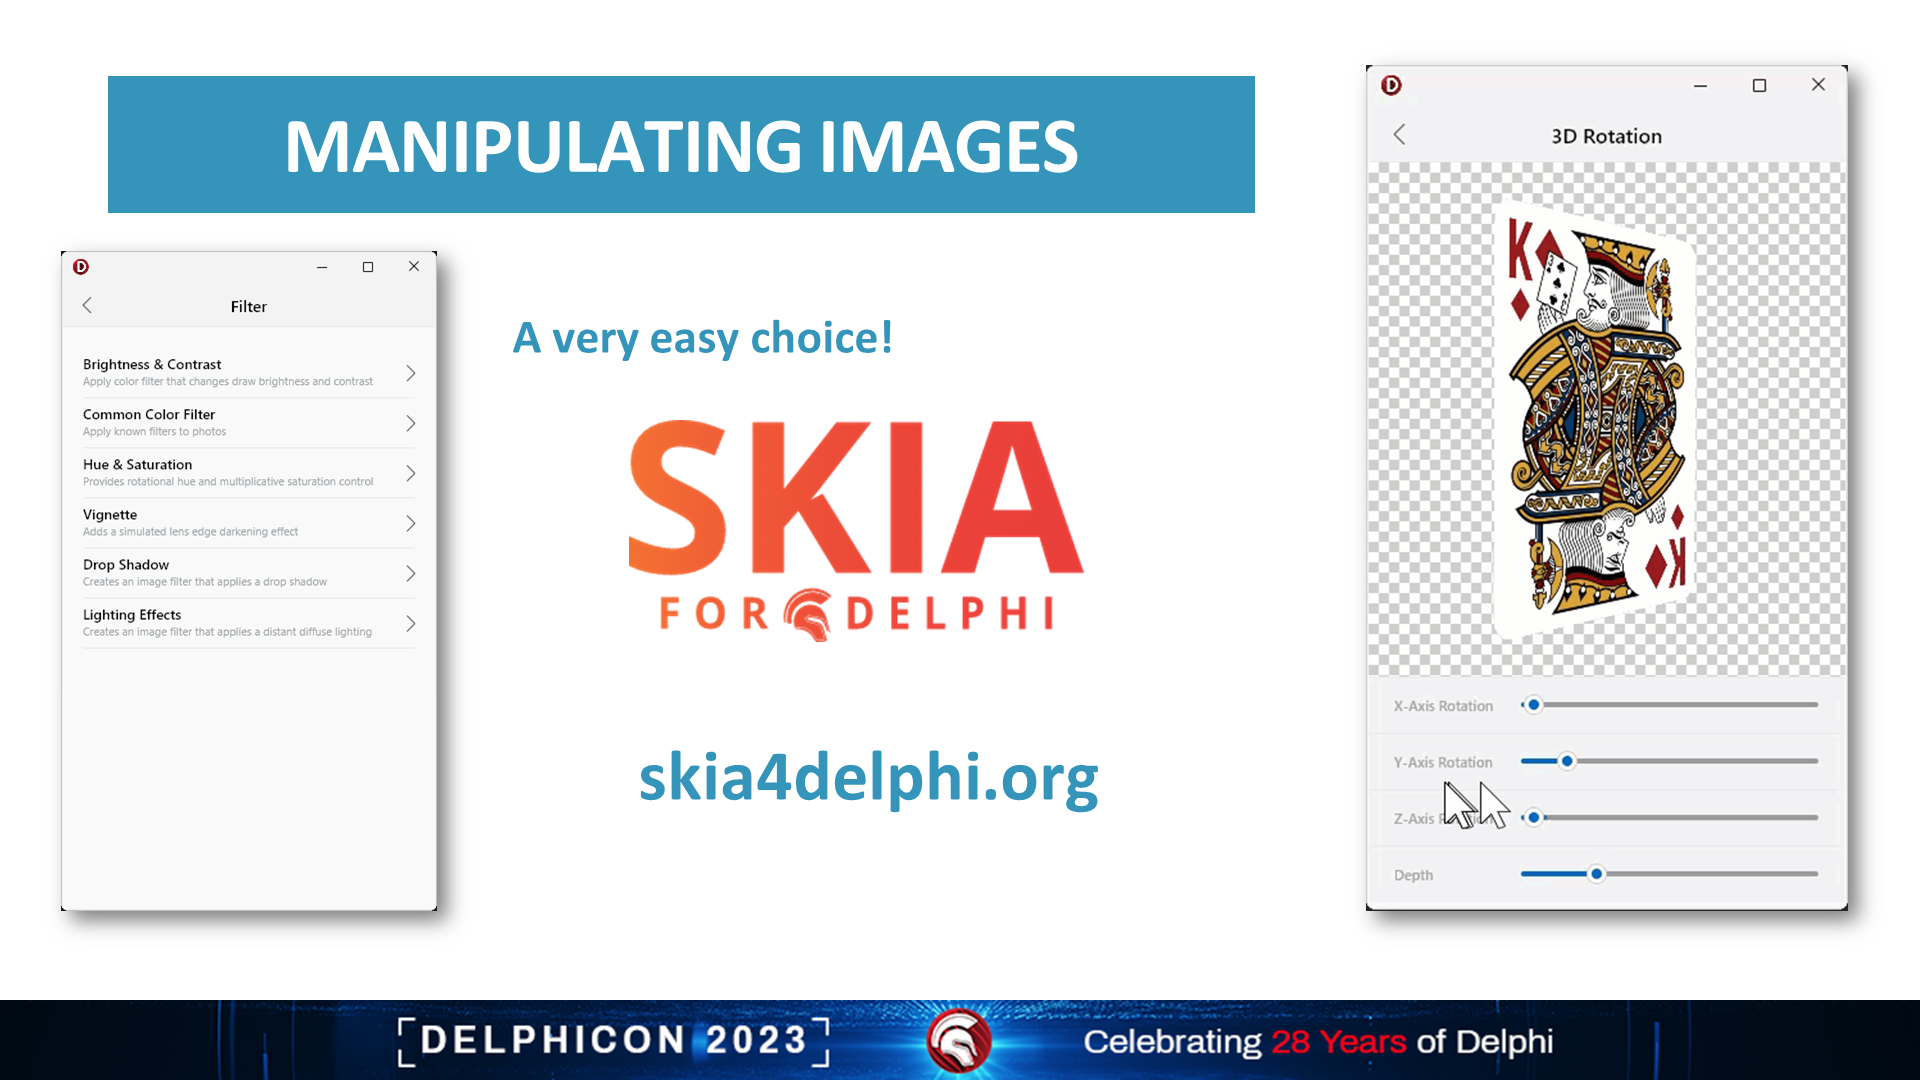 MANIPULATING IMAGES
Filter
Brightness & Contrast
Apply color filter that changes draw brightness and contrast
Common Color Filter
Apply known filters to photos
Hue & Saturation
Provides rotational hue and multiplicative saturation control
Vignette
Adds a simulated lens edge darkening effect
Drop Shadow
Creates an image filter that applies a drop shadow
Lighting Effects
Creates an image filter that applies a distant diffuse lighting
A very easy choice!
SKIA
FOR DELPHI
skia4delphi.org
3D Rotation
K
K
X-Axis Rotation
Y-Axis Rotation
Z-Axis
Depth
DELPHICON 2023
Celebrating 28 Years of Delphi